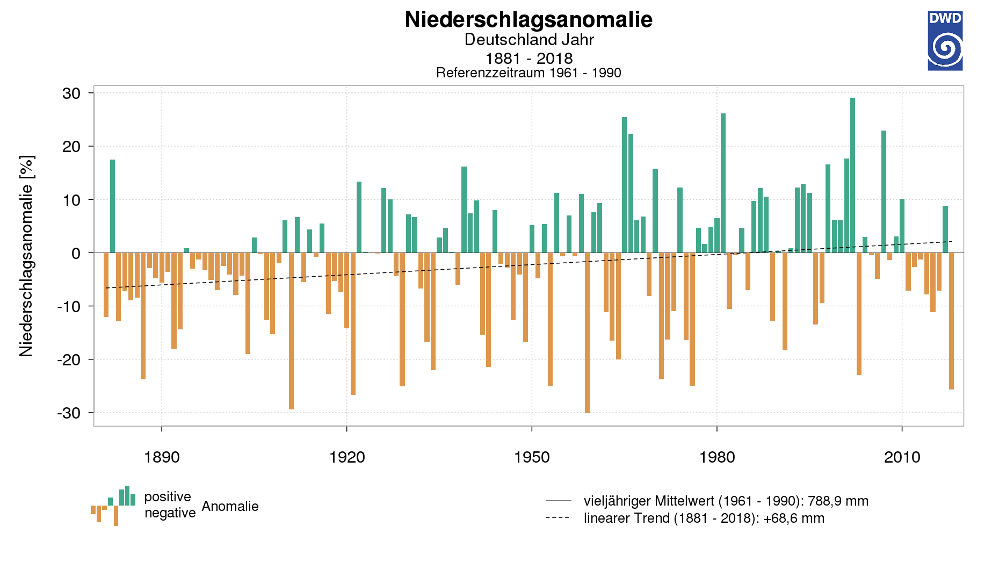 Niederschlagsanomalie
Deutschland Jahr
1881 - 2018
Referenzzeitraum 1961 - 1990
DWD
Niederschlagsanomalie [%]
30
20
10
0
-10
-20
-30
1890
1920
1950
1980
2010
positive
negative
Anomalie
vieljähriger Mittelwert (1961 - 1990): 788,9 mm
linearer Trend (1881 - 2018): +68,6 mm